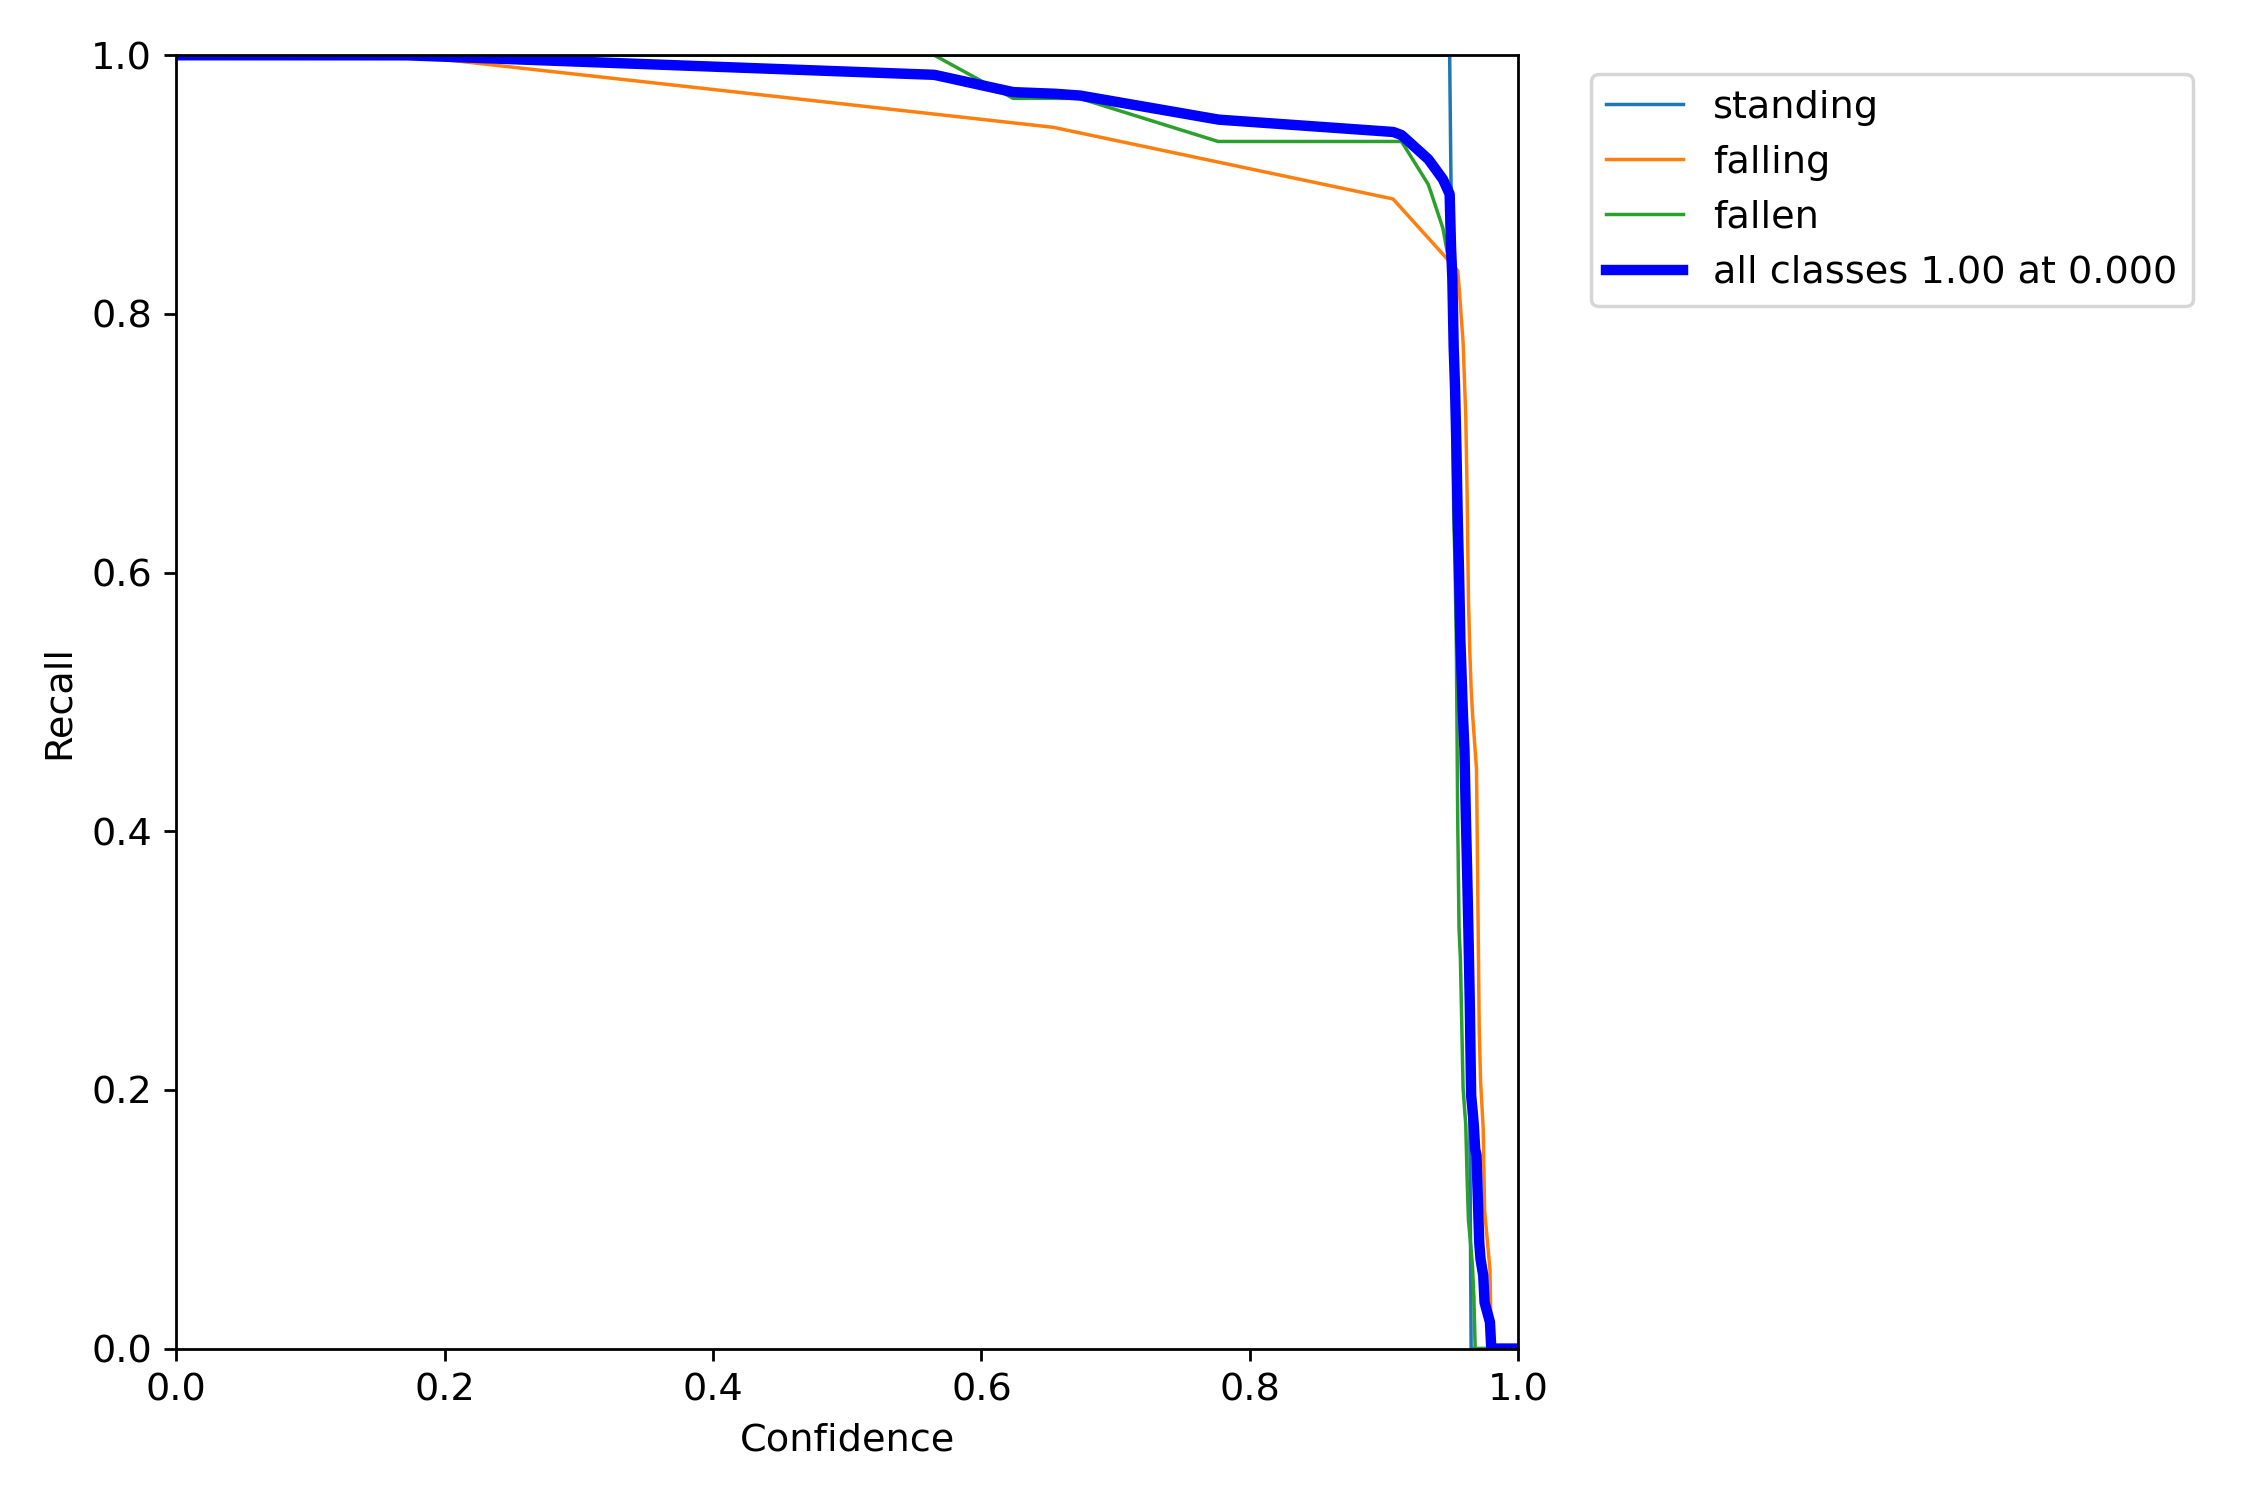 standing
falling
fallen
all classes 1.00 at 0.000
1.0
0.8
0.6
0.4
0.2
0.0
Recall
0.0 0.2 0.4 0.6 0.8 1.0
Confidence